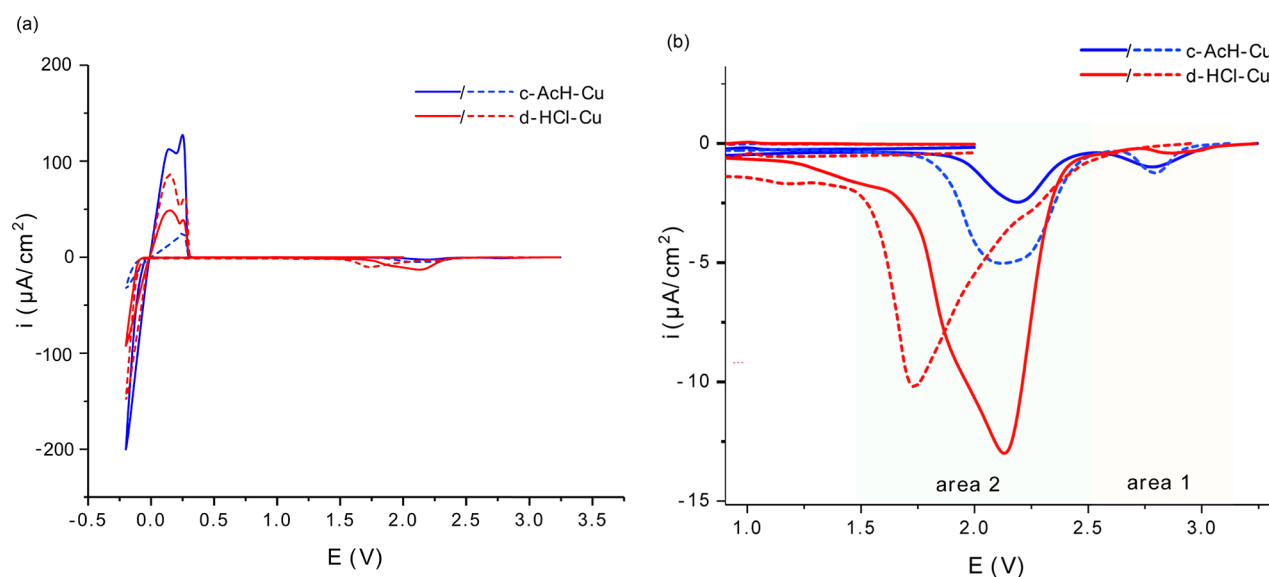 (a)
c-AcH-Cu
d-HCl-Cu
200
100
0
-100
-200
i (µA/cm2)
-0.5 0.0 0.5 1.0 1.5 2.0 2.5 3.0 3.5
E (V)
(b)
c-AcH-Cu
d-HCl-Cu
0
-5
-10
-15
i (µA/cm2)
area 2 area 1
1.0 1.5 2.0 2.5 3.0
E (V)